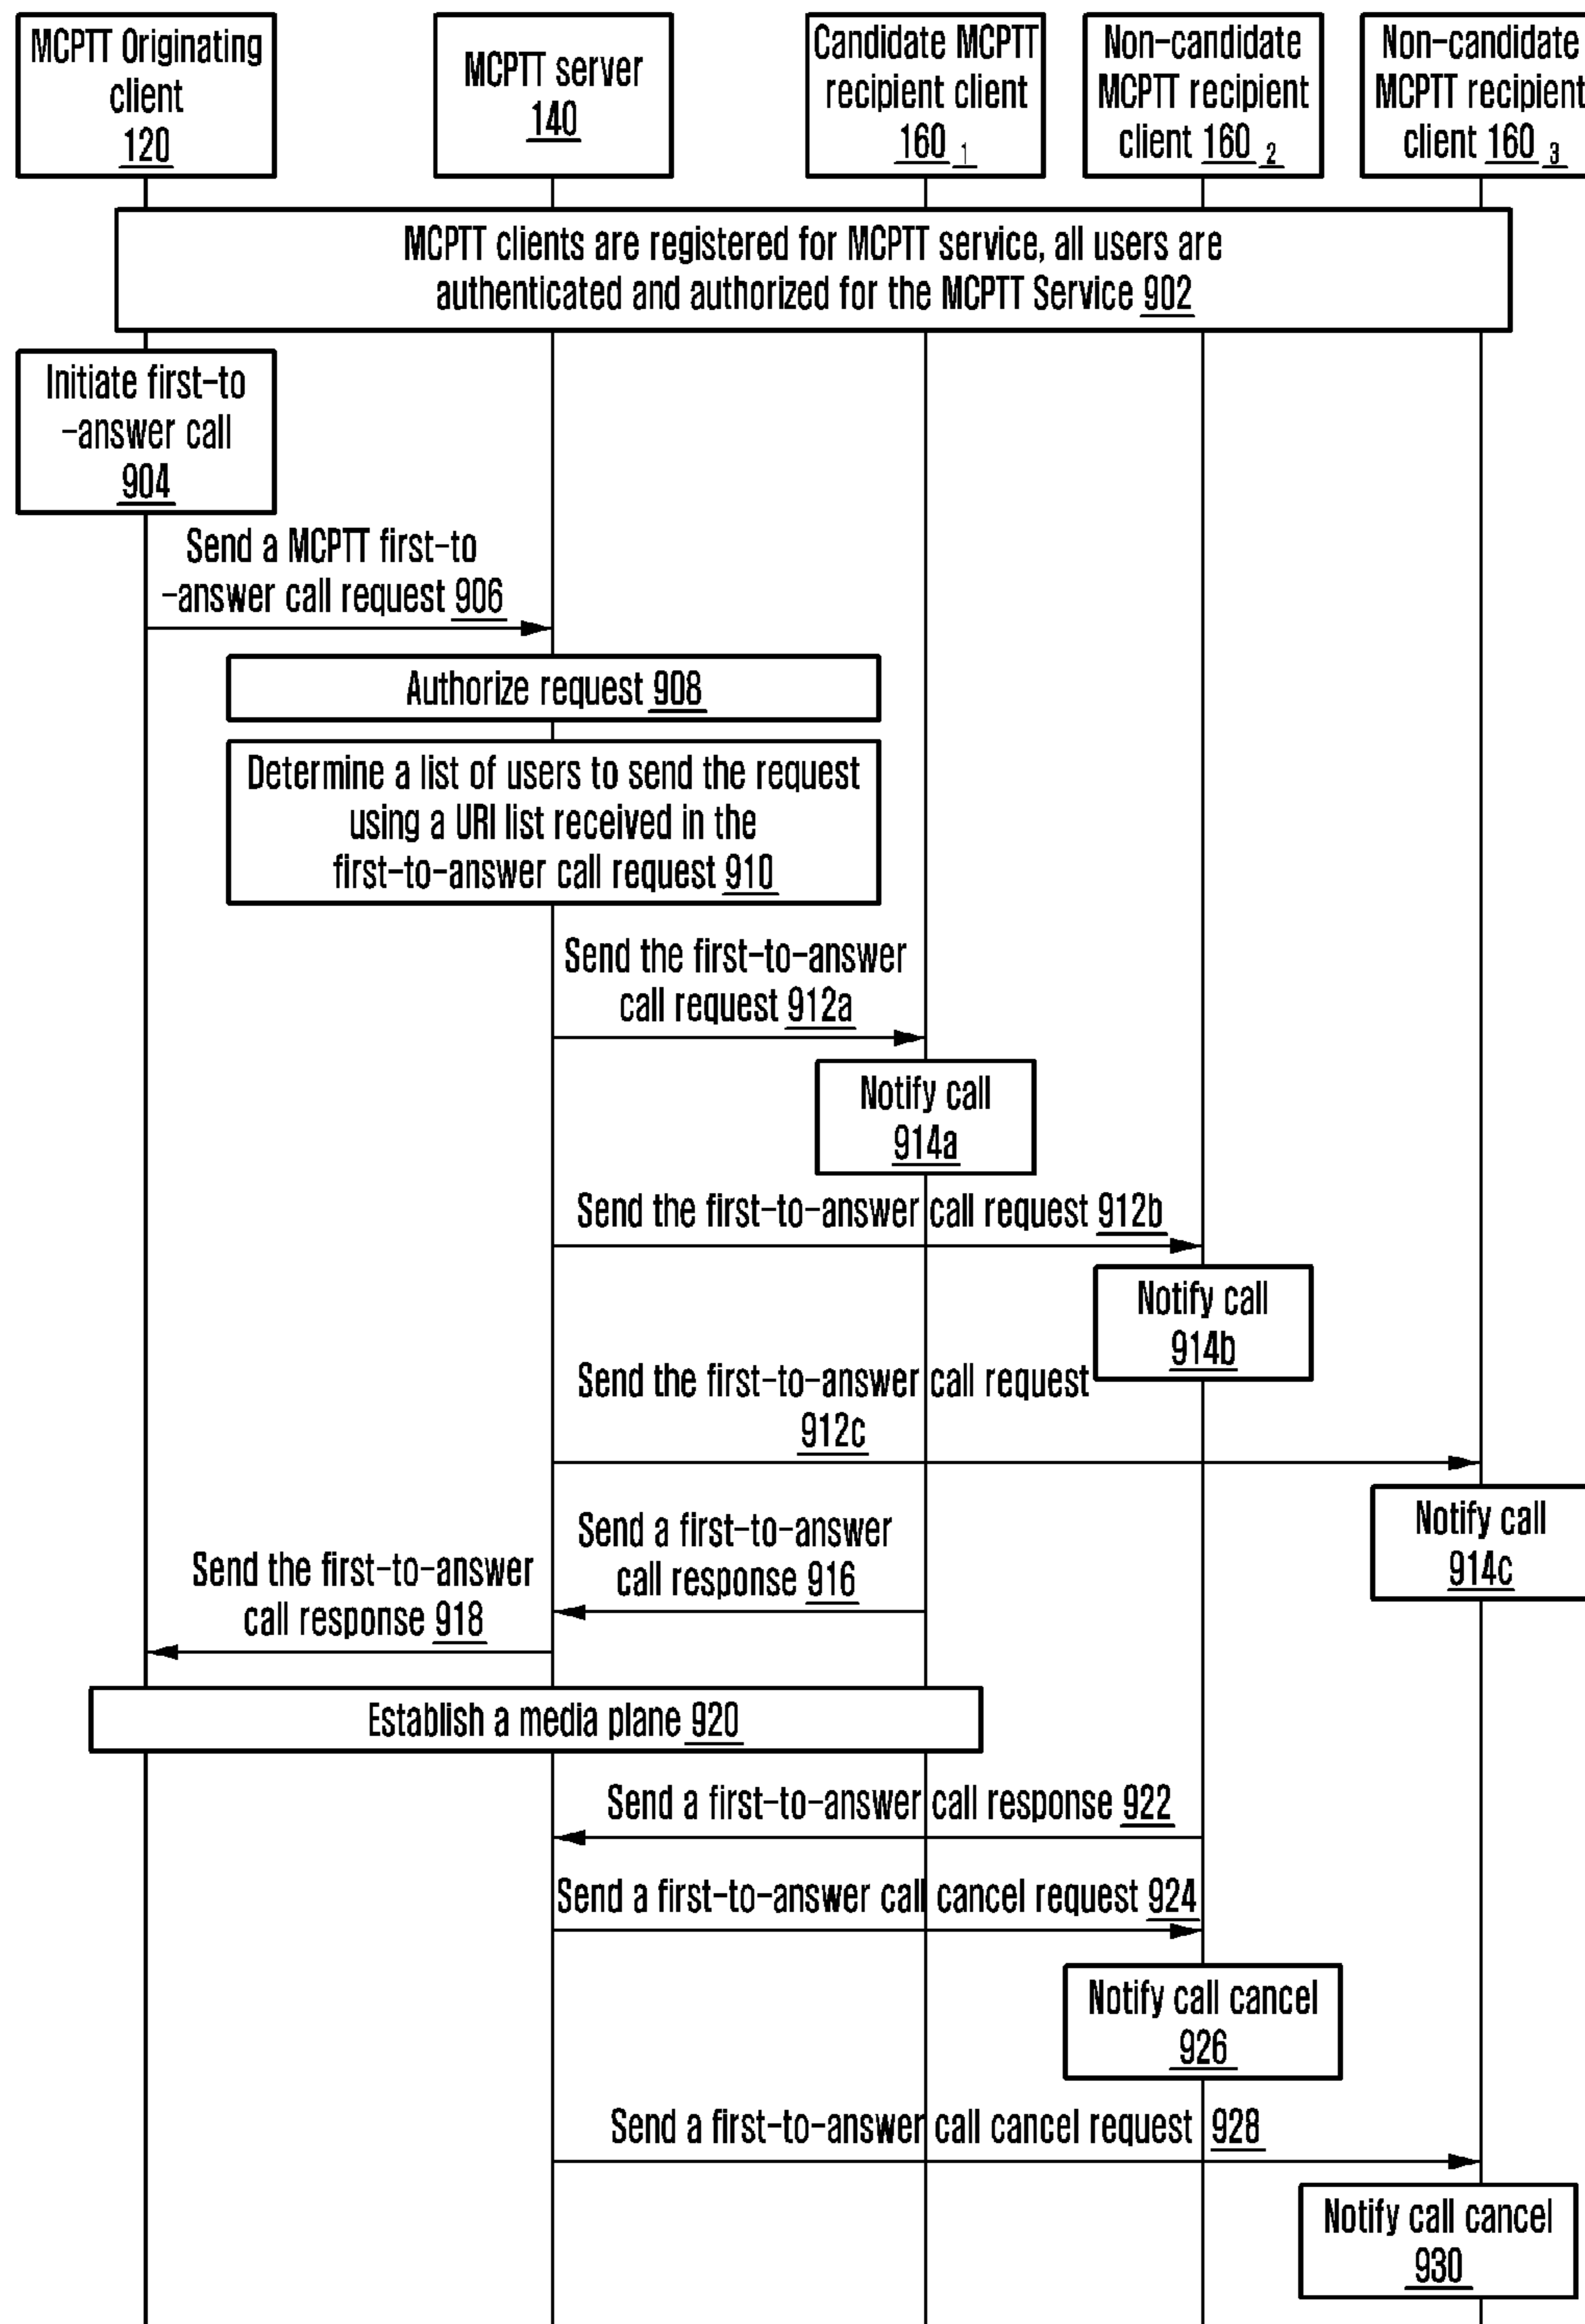 MCPTT Originating
client
120
MCPTT server
140
Candidate MCPTT
recipient client
160 1
Non-candidate
MCPTT recipient
client 160 2
Non-candidate
MCPTT recipient
client 160 3
MCPTT clients are registered for MCPTT service, all users are
authenticated and authorized for the MCPTT Service 902
Initiate first-to
-answer call
904
Send a MCPTT first-to
-answer call request 906
Authorize request 908
Determine a list of users to send the request
using a URI list received in the
first-to-answer call request 910
Send the first-to-answer
call request 912a
Notify call
914a
Send the first-to-answer call request 912b
Notify call
914b
Send the first-to-answer call request
912c
Notify call
914c
Send a first-to-answer
call response 916
Send the first-to-answer
call response 918
Establish a media plane 920
Send a first-to-answer call response 922
Send a first-to-answer call cancel request 924
Notify call cancel
926
Send a first-to-answer call cancel request 928
Notify call cancel
930